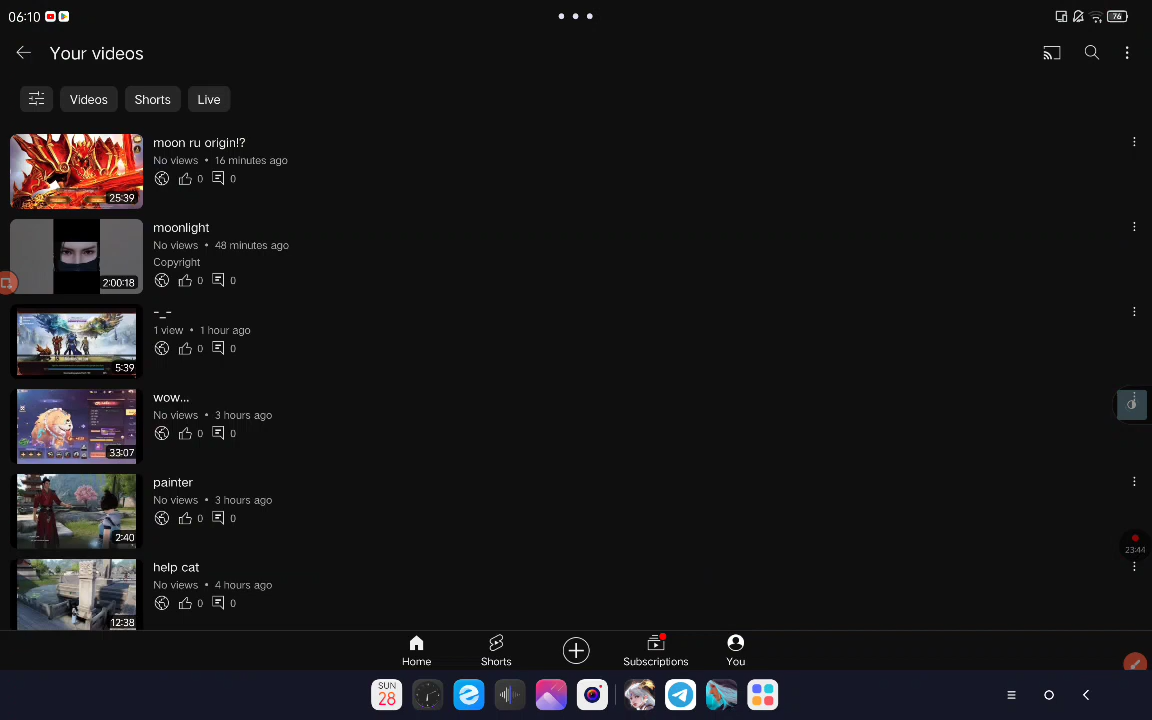 06:10
76
Your videos
Videos
Shorts
Live
moon ru origin!?
No views • 16 minutes ago
0
0
25:39
moonlight
No views • 48 minutes ago
Copyright
0
0
2:00:18
-_-
1 view • 1 hour ago
0
0
5:39
wow...
No views • 3 hours ago
0
0
33:07
painter
No views • 3 hours ago
0
0
2:40
23:44
help cat
No views • 4 hours ago
0
0
12:38
Home
Shorts
Subscriptions
You
SUN
28